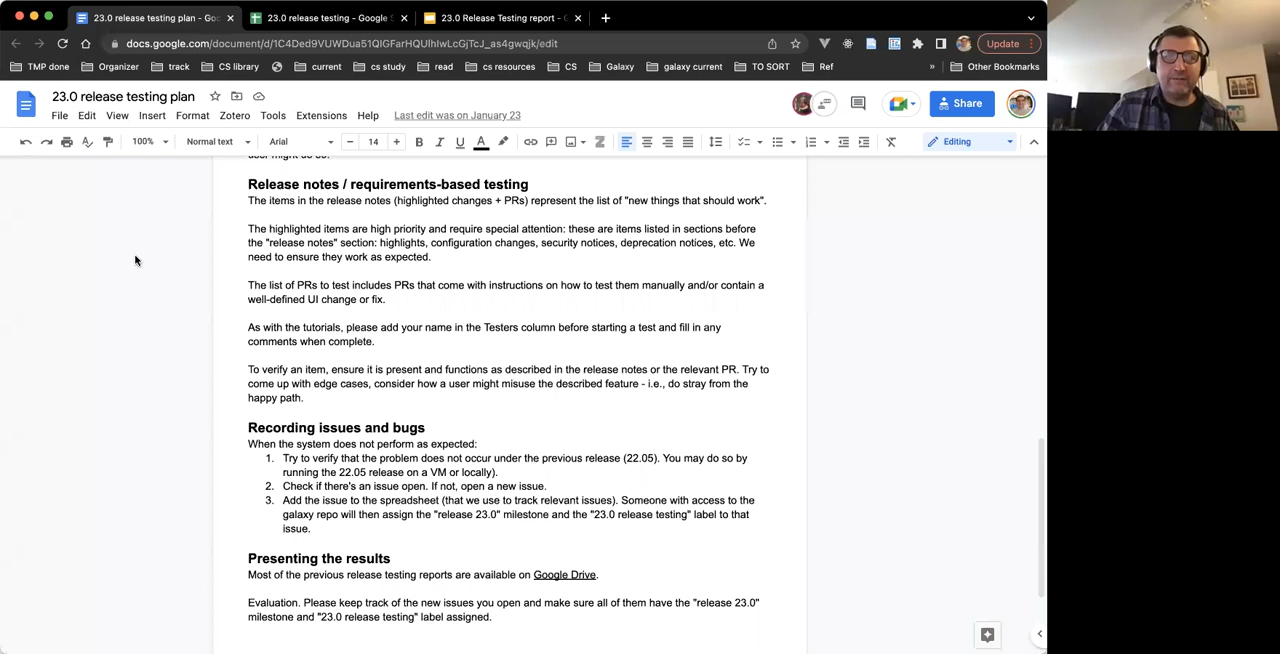 23.0 release testing plan - Goo
23.0 release testing - Google S
23.0 Release Testing report - G
docs.google.com/document/d/1C4Ded9VUWDua51QIGFarHQUIhIwLcGjTcJ_as4gwqjk/edit
Update
TMP done
Organizer
track
CS library
current
cs study
read
cs resources
CS
Galaxy
galaxy current
TO SORT
Ref
»
Other Bookmarks
23.0 release testing plan
File Edit View Insert Format Zotero Tools Extensions Help Last edit was on January 23
Share
100% Normal text Arial − 14 + B I U A Z Editing
user might do so.
Release notes / requirements-based testing
The items in the release notes (highlighted changes + PRs) represent the list of "new things that should work".
The highlighted items are high priority and require special attention: these are items listed in sections before
the "release notes" section: highlights, configuration changes, security notices, deprecation notices, etc. We
need to ensure they work as expected.
The list of PRs to test includes PRs that come with instructions on how to test them manually and/or contain a
well-defined UI change or fix.
As with the tutorials, please add your name in the Testers column before starting a test and fill in any
comments when complete.
To verify an item, ensure it is present and functions as described in the release notes or the relevant PR. Try to
come up with edge cases, consider how a user might misuse the described feature - i.e., do stray from the
happy path.
Recording issues and bugs
When the system does not perform as expected:
1. Try to verify that the problem does not occur under the previous release (22.05). You may do so by
running the 22.05 release on a VM or locally).
2. Check if there's an issue open. If not, open a new issue.
3. Add the issue to the spreadsheet (that we use to track relevant issues). Someone with access to the
galaxy repo will then assign the "release 23.0" milestone and the "23.0 release testing" label to that
issue.
Presenting the results
Most of the previous release testing reports are available on Google Drive.
Evaluation. Please keep track of the new issues you open and make sure all of them have the "release 23.0"
milestone and "23.0 release testing" label assigned.